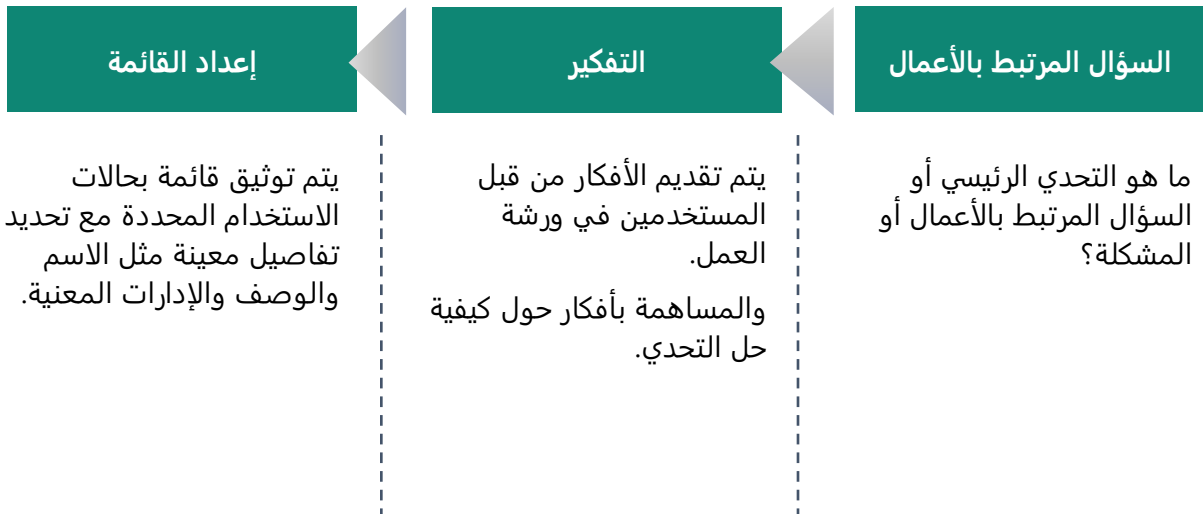 السؤال المرتبط بالأعمال
التفكير
إعداد القائمة
ما هو التحدي الرئيسي أو
السؤال المرتبط بالأعمال أو
المشكلة؟
يتم تقديم الأفكار من قبل
المستخدمين في ورشة
العمل.
والمساهمة بأفكار حول كيفية
حل التحدي.
يتم توثيق قائمة بحالات
الاستخدام المحددة مع تحديد
تفاصيل معينة مثل الاسم
والوصف والإدارات المعنية.